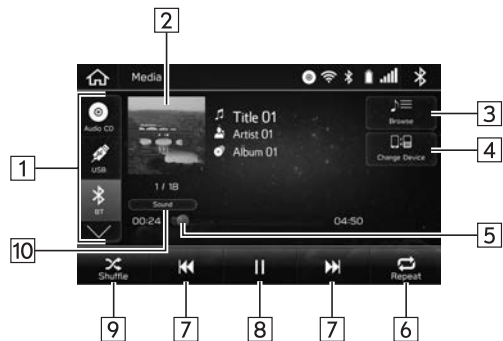 2
Media
Audio CD
USB
BT
1
Title 01
Artist 01
Album 01
Browse
3
Change Device
4
1 / 18
Sound
00:24
04:50
10
5
Shuffle
Repeat
9
7
8
7
6